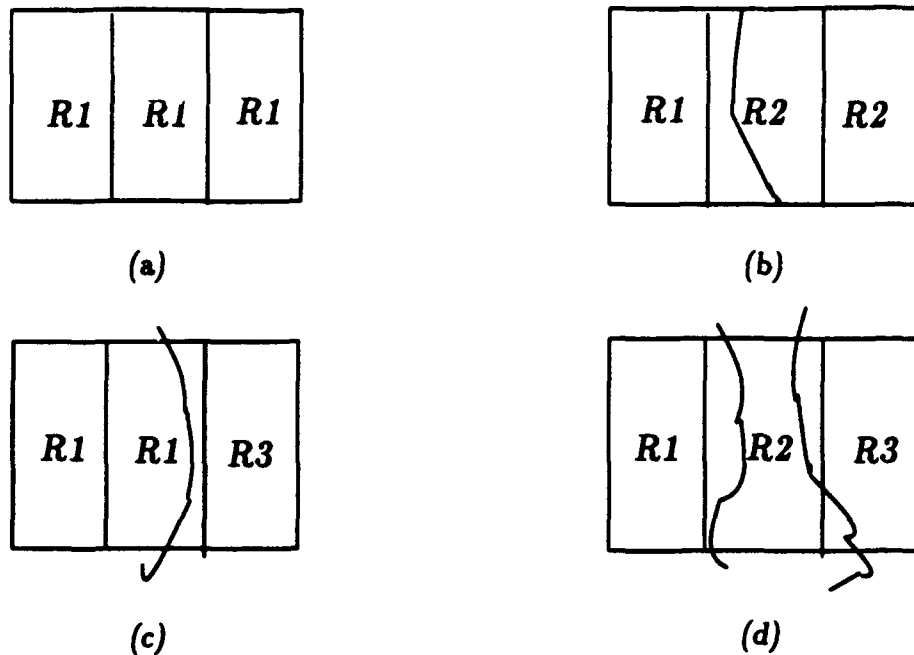 R1 R1 R1
R1 R2 R2
(a)
(b)
R1 R1 R3
R1 R2 R3
(c)
(d)